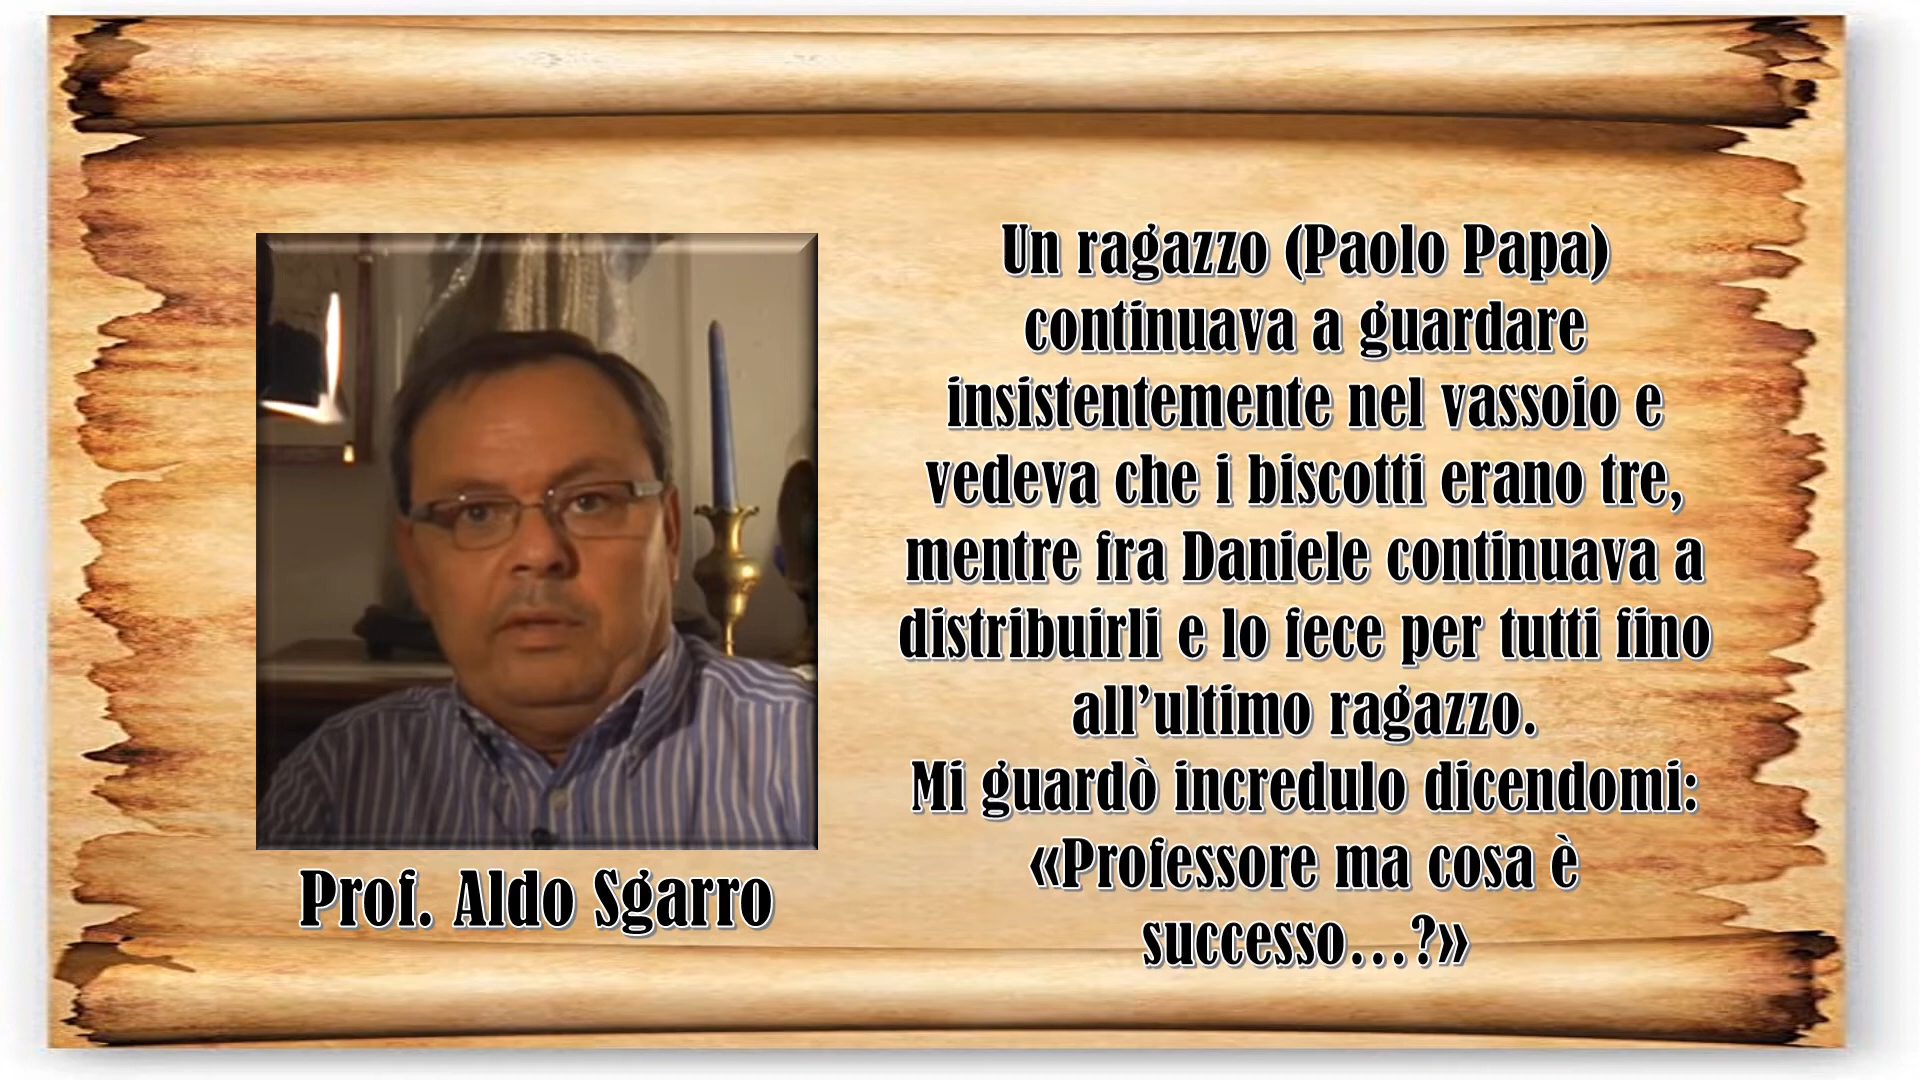 Un ragazzo (Paolo Papa)
continuava a guardare
insistentemente nel vassoio e
vedeva che i biscotti erano tre,
mentre fra Daniele continuava a
distribuirli e lo fece per tutti fino
all’ultimo ragazzo.
Mi guardò incredulo dicendomi:
«Professore ma cosa è
successo…?»
Prof. Aldo Sgarro